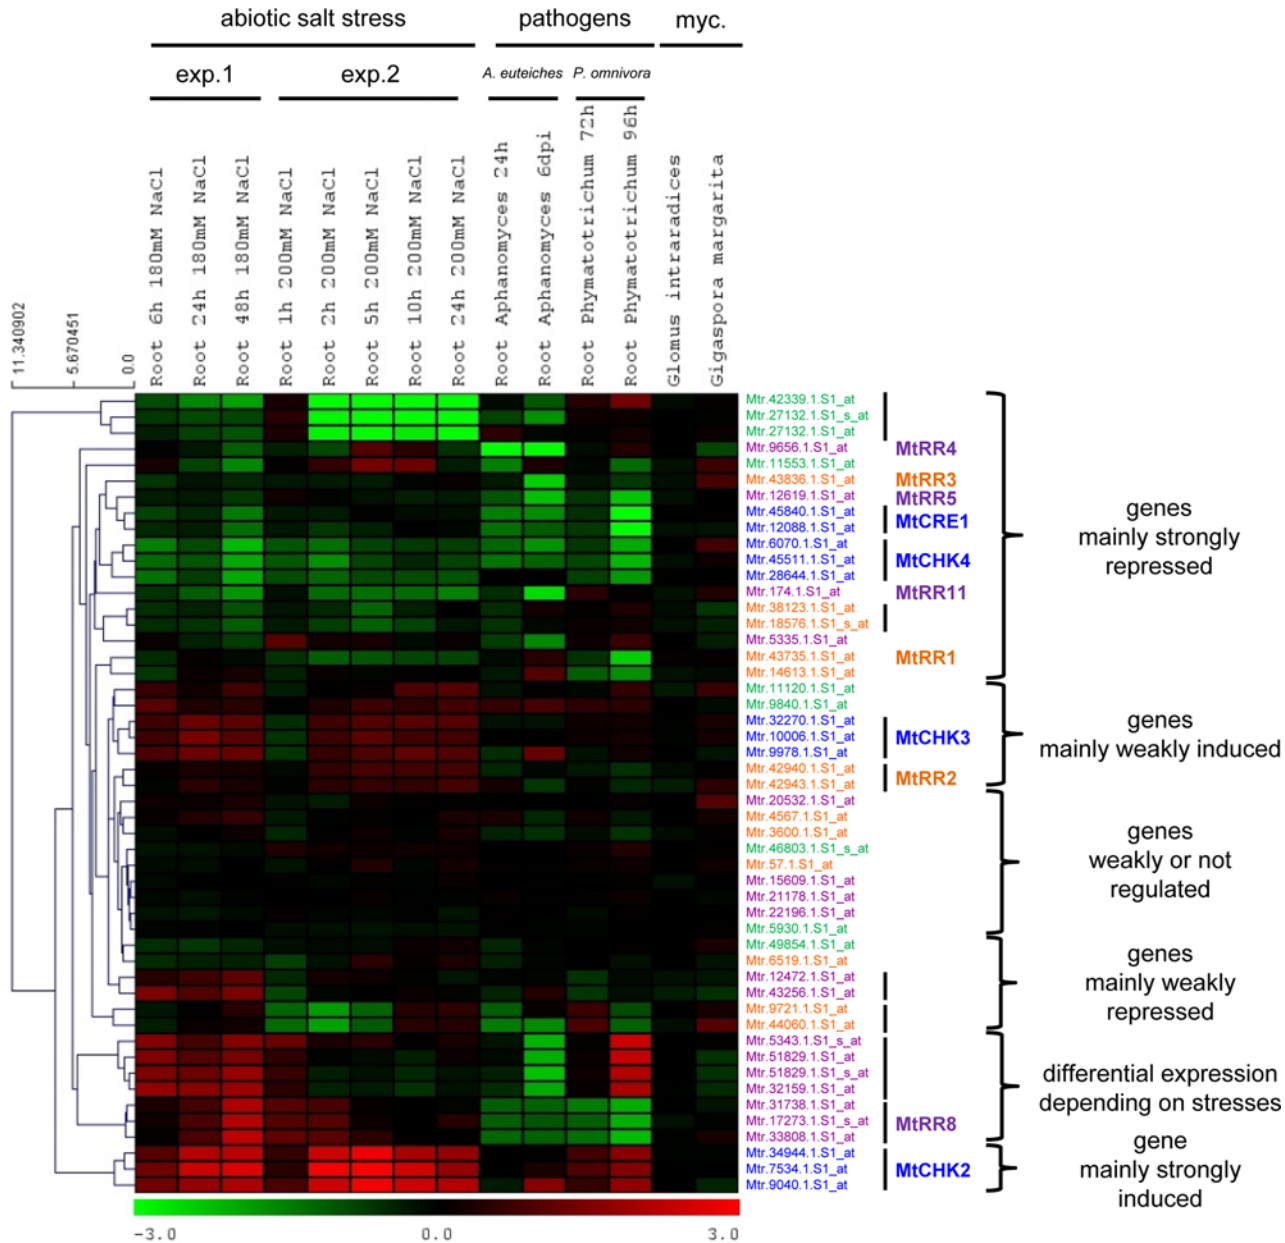 abiotic salt stress
pathogens
myc.
exp.1
exp.2
A. euteiches
P. omnivora
11.340902
5.670451
0.0
Root 6h 180mM NaCl
Root 24h 180mM NaCl
Root 48h 180mM NaCl
Root 1h 200mM NaCl
Root 2h 200mM NaCl
Root 5h 200mM NaCl
Root 10h 200mM NaCl
Root 24h 200mM NaCl
Root Aphanomyces 24h
Root Aphanomyces 6dpi
Root Phymatotrichum 72h
Root Phymatotrichum 96h
Glomus intraradices
Gigaspora margarita
Mtr.42339.1.S1_at
Mtr.27132.1.S1_s_at
Mtr.27132.1.S1_at
Mtr.9656.1.S1_at
Mtr.11553.1.S1_at
Mtr.43836.1.S1_at
Mtr.12619.1.S1_at
Mtr.45840.1.S1_at
Mtr.12088.1.S1_at
Mtr.6070.1.S1_at
Mtr.45511.1.S1_at
Mtr.28644.1.S1_at
Mtr.174.1.S1_at
Mtr.38123.1.S1_at
Mtr.18576.1.S1_s_at
Mtr.5335.1.S1_at
Mtr.43735.1.S1_at
Mtr.14613.1.S1_at
Mtr.11120.1.S1_at
Mtr.9840.1.S1_at
Mtr.32270.1.S1_at
Mtr.10006.1.S1_at
Mtr.9978.1.S1_at
Mtr.42940.1.S1_at
Mtr.42943.1.S1_at
Mtr.20532.1.S1_at
Mtr.4567.1.S1_at
Mtr.3600.1.S1_at
Mtr.46803.1.S1_s_at
Mtr.57.1.S1_at
Mtr.15609.1.S1_at
Mtr.21178.1.S1_at
Mtr.22196.1.S1_at
Mtr.5930.1.S1_at
Mtr.49854.1.S1_at
Mtr.6519.1.S1_at
Mtr.12472.1.S1_at
Mtr.43256.1.S1_at
Mtr.9721.1.S1_at
Mtr.44060.1.S1_at
Mtr.5343.1.S1_s_at
Mtr.51829.1.S1_at
Mtr.51829.1.S1_s_at
Mtr.32159.1.S1_at
Mtr.31738.1.S1_at
Mtr.17273.1.S1_s_at
Mtr.33808.1.S1_at
Mtr.34944.1.S1_at
Mtr.7534.1.S1_at
Mtr.9040.1.S1_at
MtRR4
MtRR3
MtRR5
MtCRE1
MtCHK4
MtRR11
MtRR1
MtCHK3
MtRR2
MtRR8
MtCHK2
genes
mainly strongly
repressed
genes
mainly weakly induced
genes
weakly or not
regulated
genes
mainly weakly
repressed
differential expression
depending on stresses
gene
mainly strongly
induced
-3.0
0.0
3.0